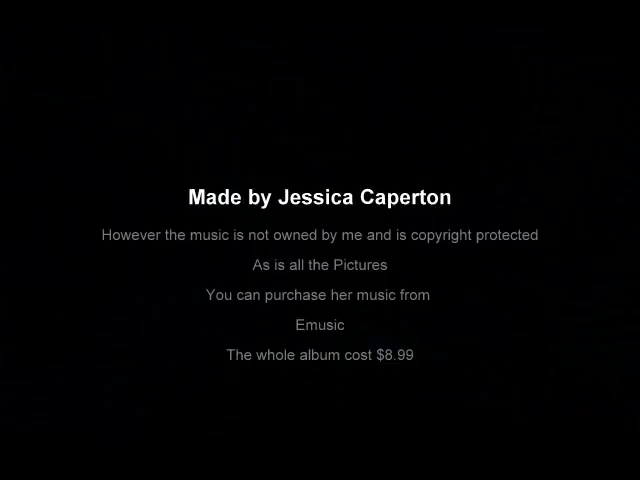 Made by Jessica Caperton
However the music is not owned by me and is copyright protected
As is all the Pictures
You can purchase her music from
Emusic
The whole album cost $8.99